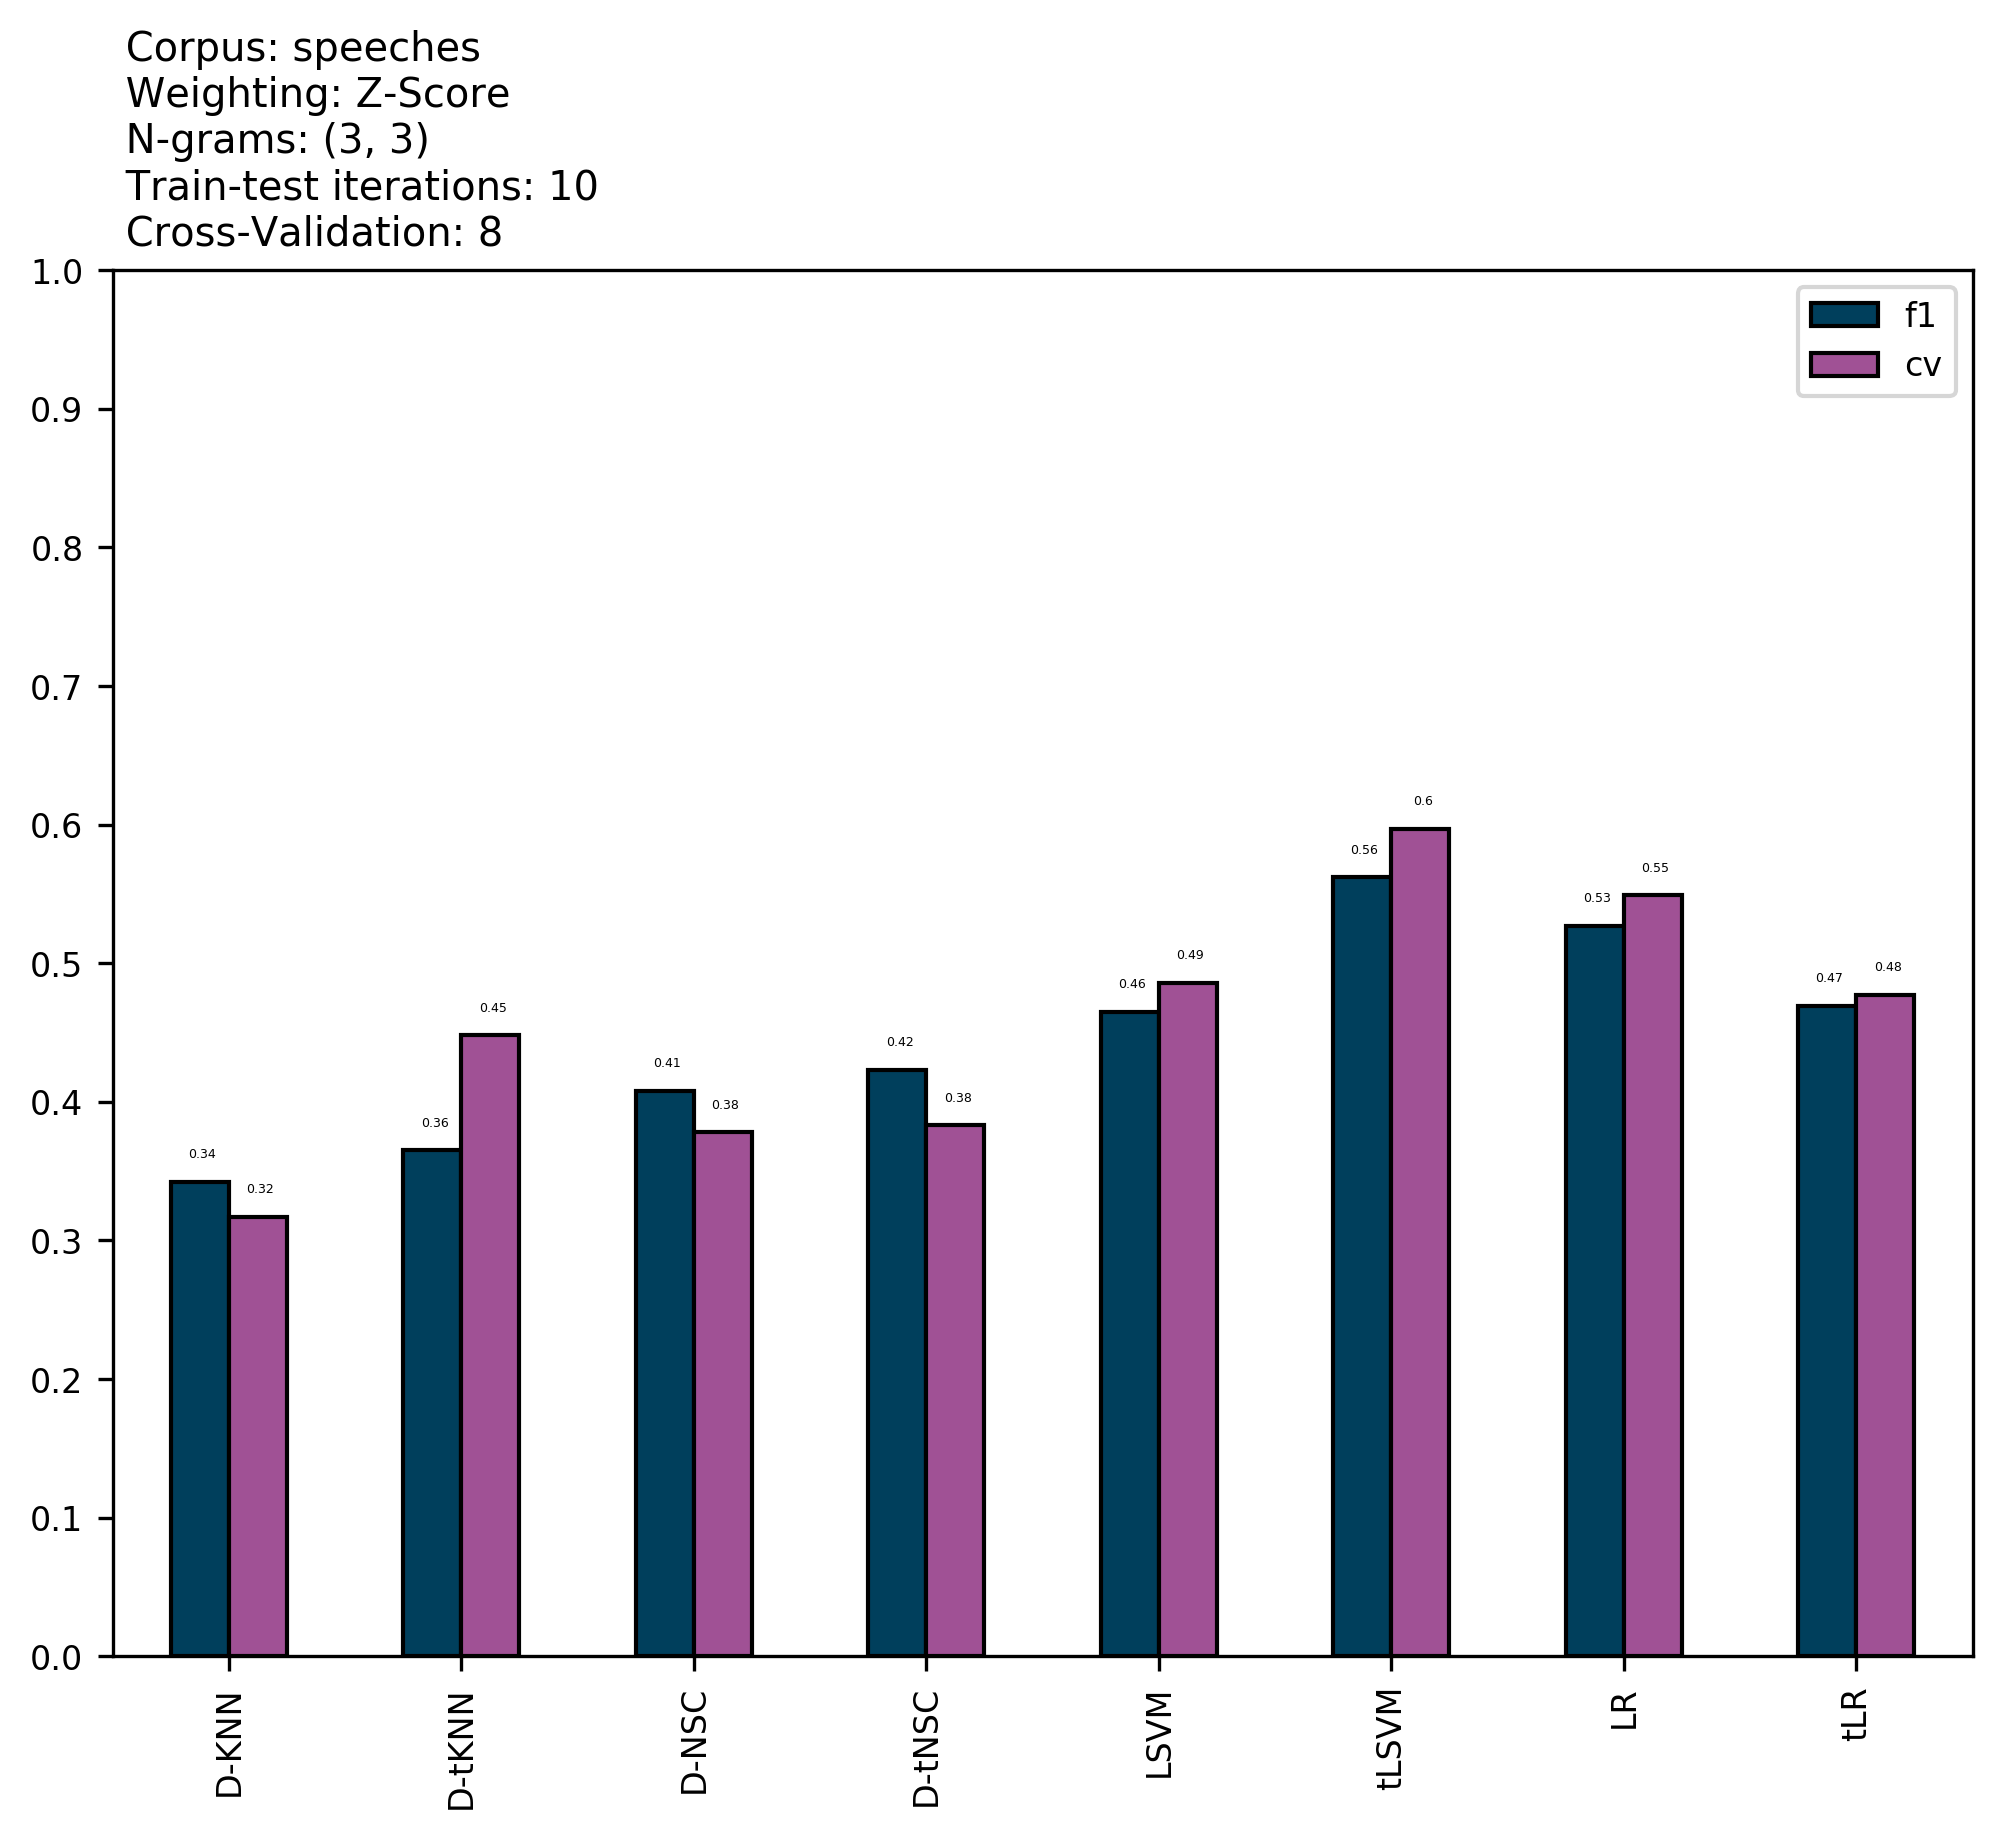 Corpus: speeches
Weighting: Z-Score
N-grams: (3, 3)
Train-test iterations: 10
Cross-Validation: 8
1.0
f1
cv
0.9
0.8
0.7
0.6
0.5
0.4
0.3
0.2
0.1
0.0
0.34
0.32
0.36
0.45
0.41
0.38
0.42
0.38
0.46
0.49
0.56
0.6
0.53
0.55
0.47
0.48
D-KNN
D-tKNN
D-NSC
D-tNSC
LSVM
tLSVM
LR
tLR